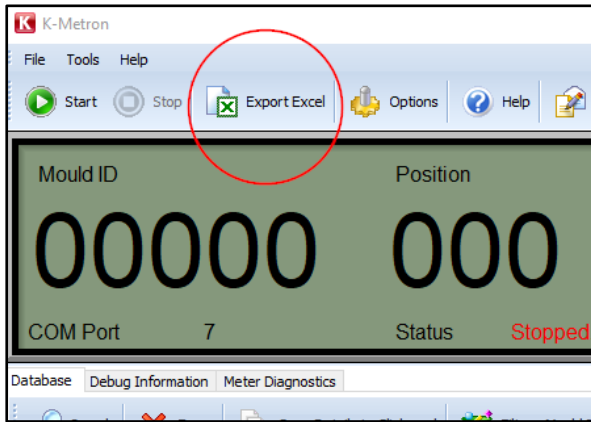 K-Metron
File Tools Help
Start Stop Export Excel Options Help
Mould ID Position
00000 000
COM Port 7 Status Stopped
Database Debug Information Meter Diagnostics